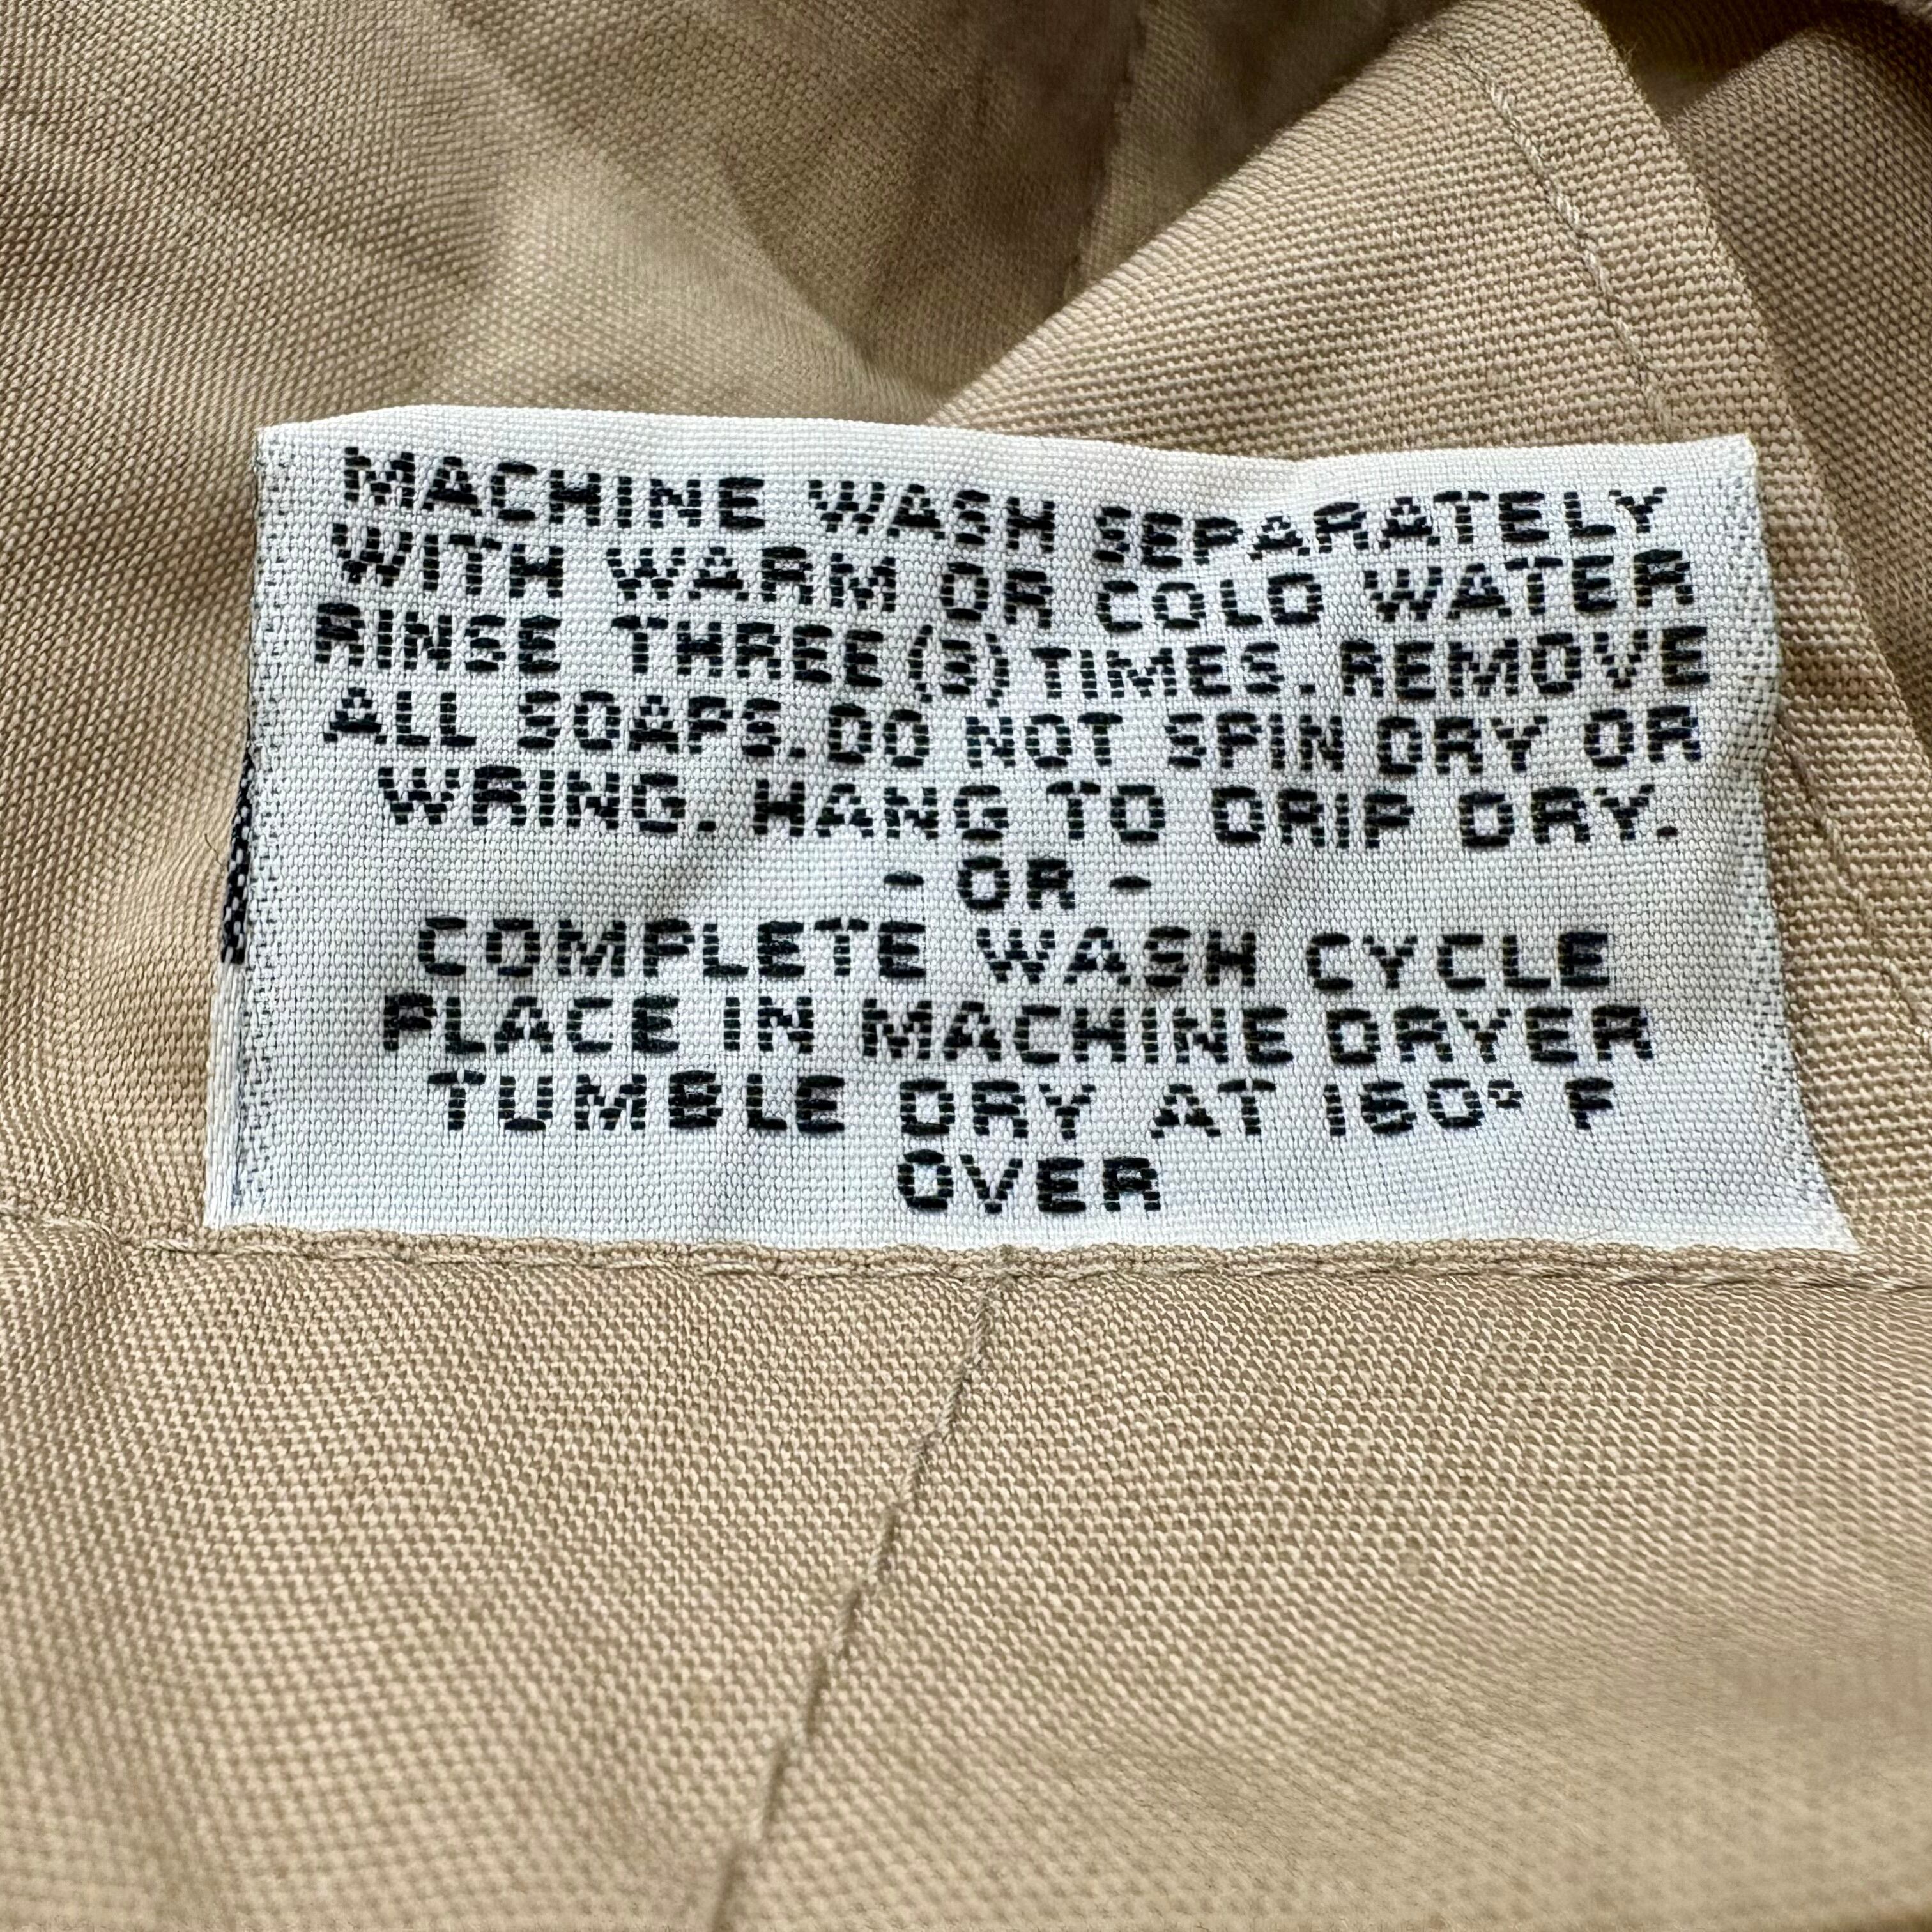 MACHINE WASH SEPARATELY
WITH WARM OR COLD WATER
RINSE THREE (3) TIMES. REMOVE
ALL SOAPS. DO NOT SPIN DRY OR
WRING. HANG TO DRIP DRY.
- OR -
COMPLETE WASH CYCLE
PLACE IN MACHINE DRYER
TUMBLE DRY AT 160° F
OVER